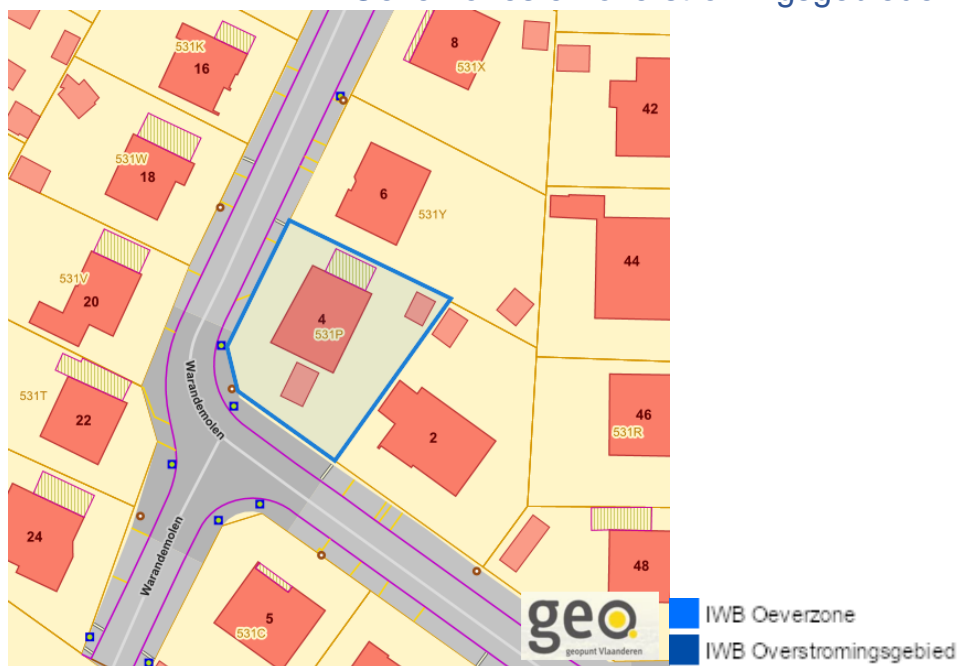 531K
16
8
531X
42
531W
18
6
531Y
44
531V
20
4
531P
Warandemolen
531T
22
2
46
531R
24
Warandemolen
5
531C
48
geo.
geopunt Vlaanderen
IWB Oeverzone
IWB Overstromingsgebied